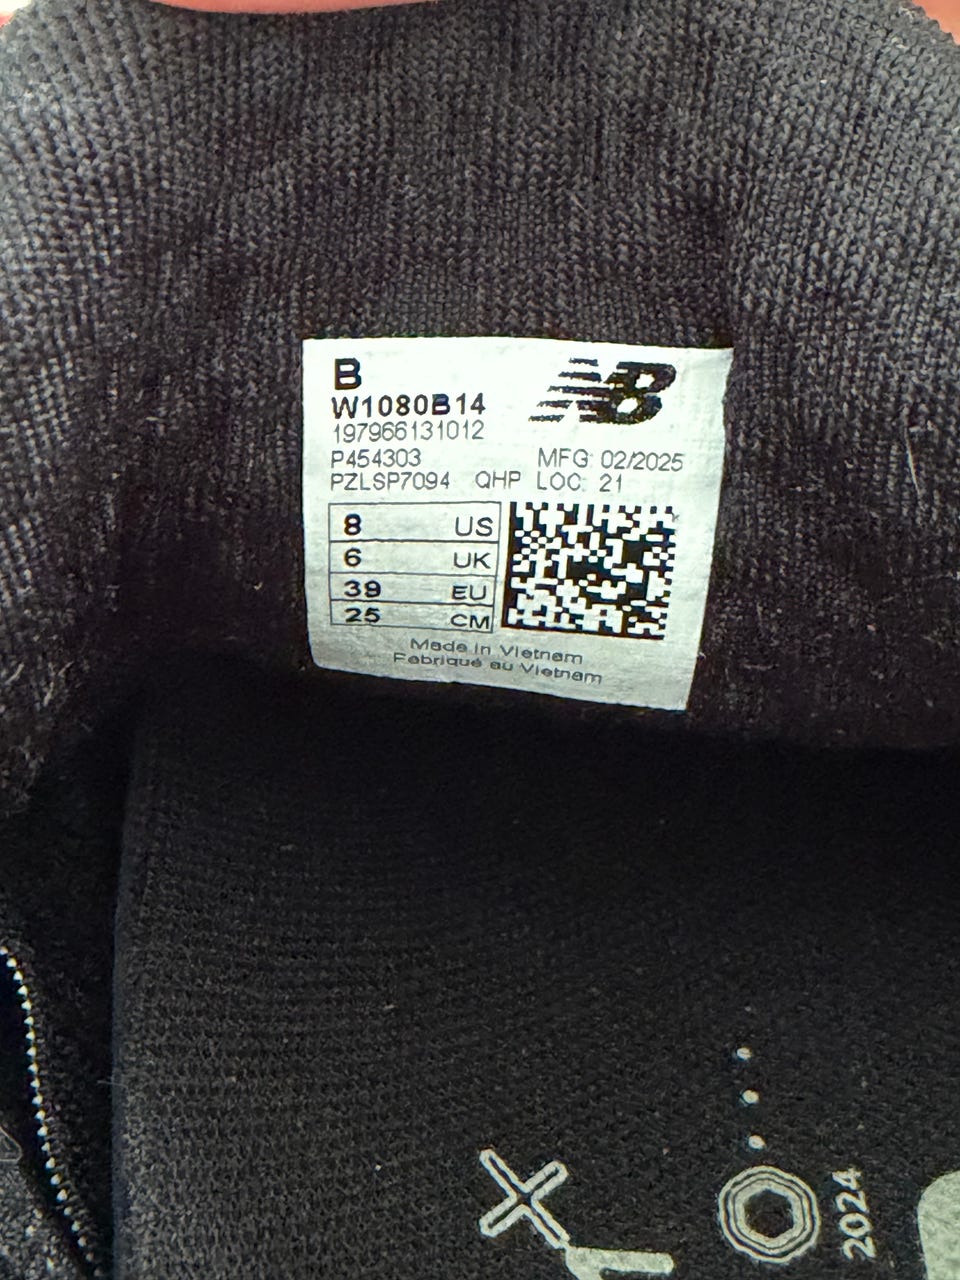 B
NB
W1080B14
197966131012
P454303 MFG: 02/2025
PZLSP7094 QHP LOC: 21
8 US
6 UK
39 EU
25 CM
Made in Vietnam
Fabriqué au Vietnam
2024